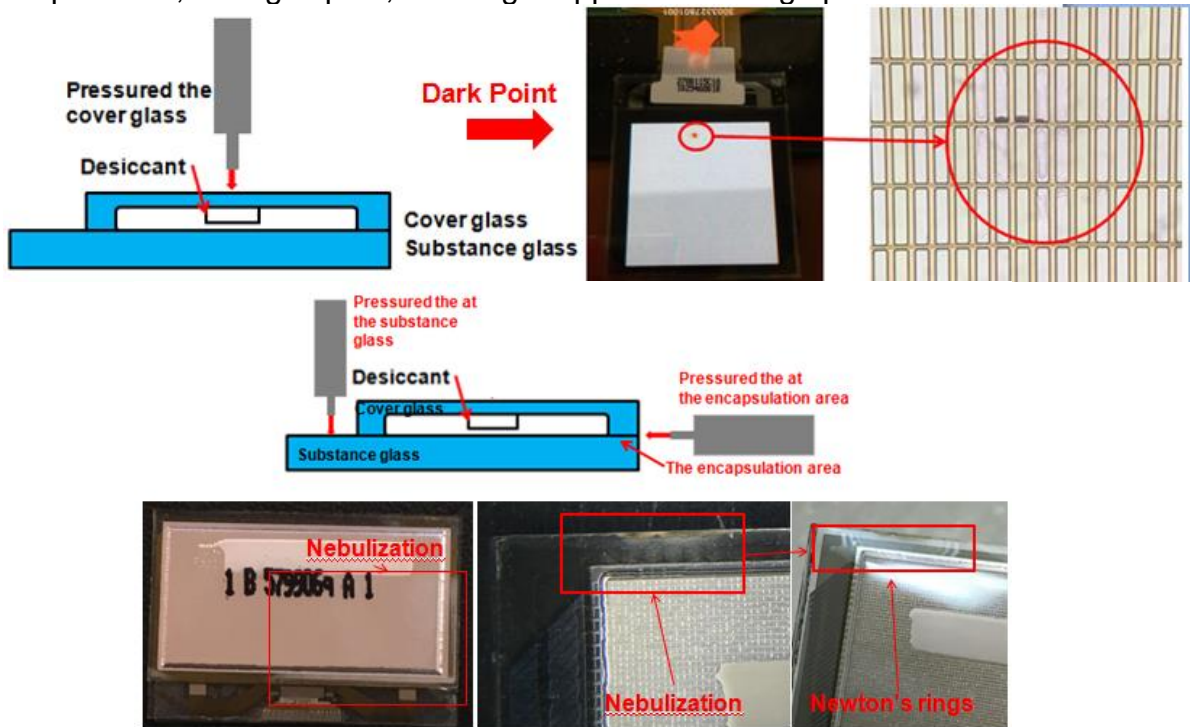 Pressured the
cover glass
Desiccant
Cover glass
Substance glass
Dark Point
Pressured the at
the substance
glass
Desiccant
Cover glass
Substance glass
Pressured the at
the encapsulation area
The encapsulation area
Nebulization
1 B 5799069 A 1
Nebulization
Newton's rings